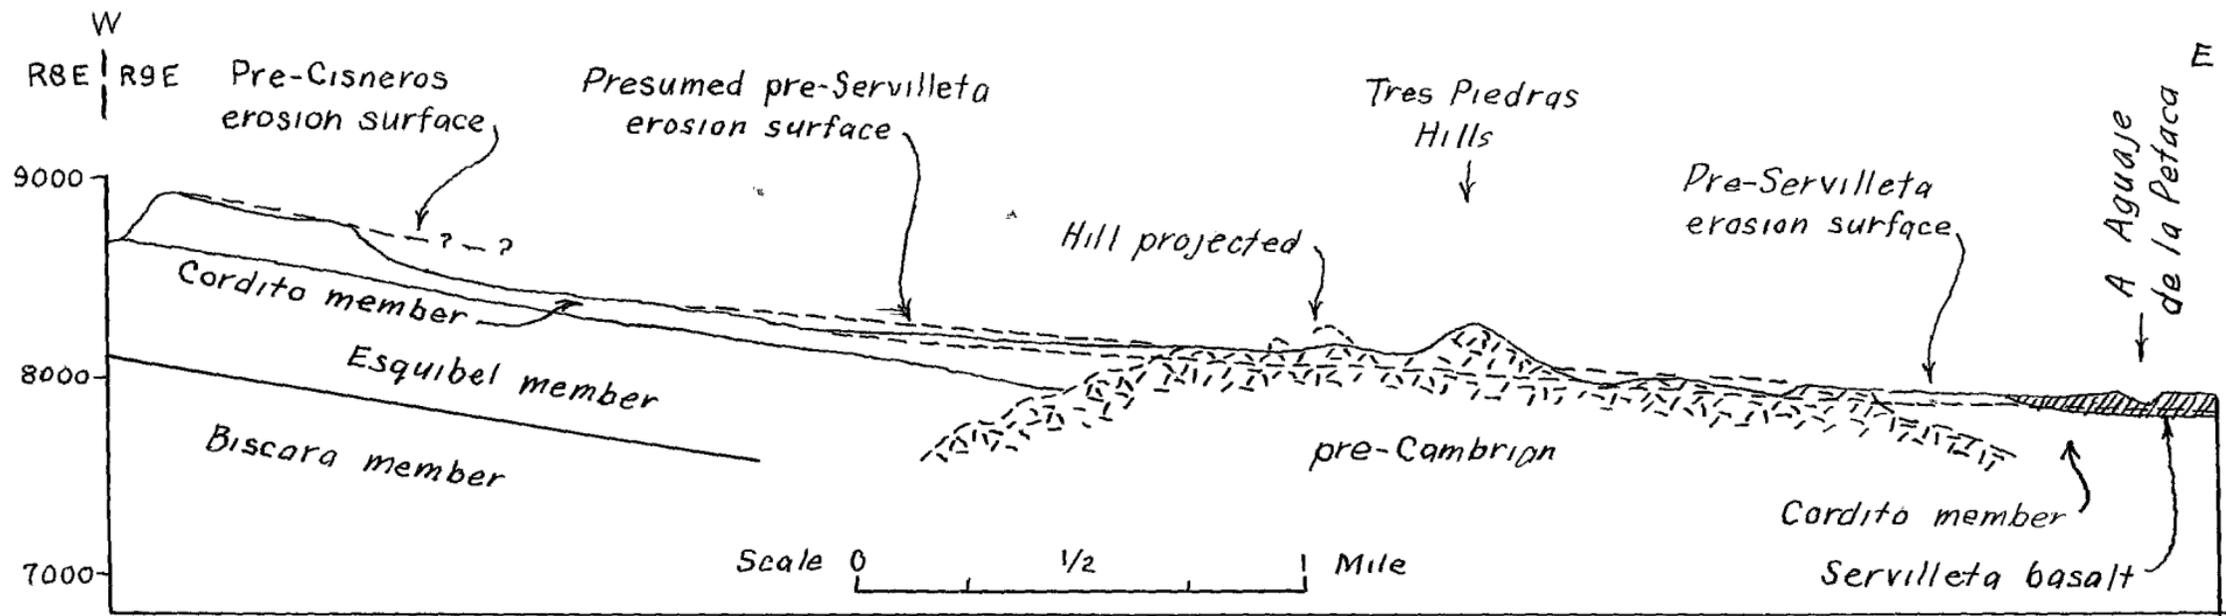 W
E
R8E
R9E
Pre-Cisneros
erosion surface
Presumed pre-Servilleta
erosion surface
Tres Piedras
Hills
A Aguaje
de la Petaca
9000
Pre-Servilleta
erosion surface
Hill projected
? ?
Cordito member
8000
Esquibel member
Biscara member
pre-Cambrian
Cordito member
7000
Scale 0 1/2 1 Mile
Servilleta basalt